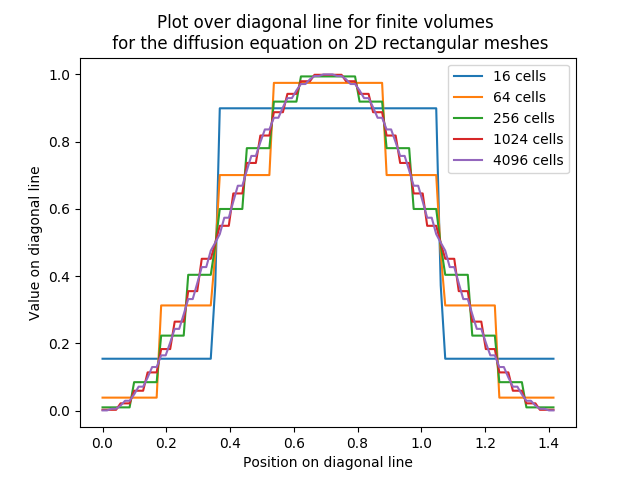 Plot over diagonal line for finite volumes
for the diffusion equation on 2D rectangular meshes
1.0
0.8
0.6
0.4
0.2
0.0
Value on diagonal line
16 cells
64 cells
256 cells
1024 cells
4096 cells
0.0 0.2 0.4 0.6 0.8 1.0 1.2 1.4
Position on diagonal line